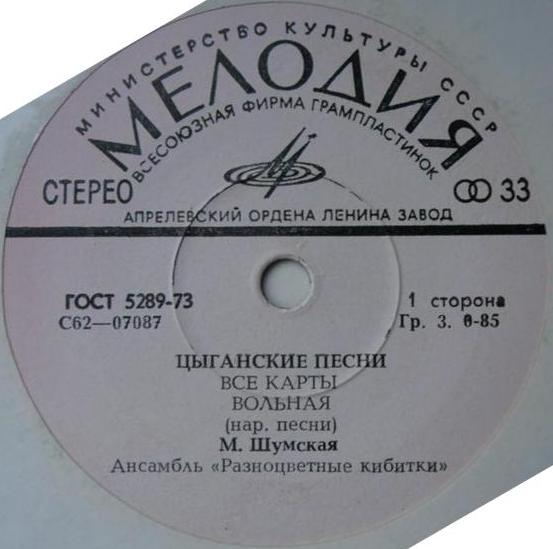 МИНИСТЕРСТВО КУЛЬТУРЫ СССР
МЕЛОДИЯ
ВСЕСОЮЗНАЯ ФИРМА ГРАМПЛАСТИНОК
СТЕРЕО 33
АПРЕЛЕВСКИЙ ОРДЕНА ЛЕНИНА ЗАВОД
ГОСТ 5289-73 1 сторона
С62—07087 Гр. 3. 0-85
ЦЫГАНСКИЕ ПЕСНИ
ВСЕ КАРТЫ
ВОЛЬНАЯ
(нар. песни)
М. Шумская
Ансамбль «Разноцветные кибитки»